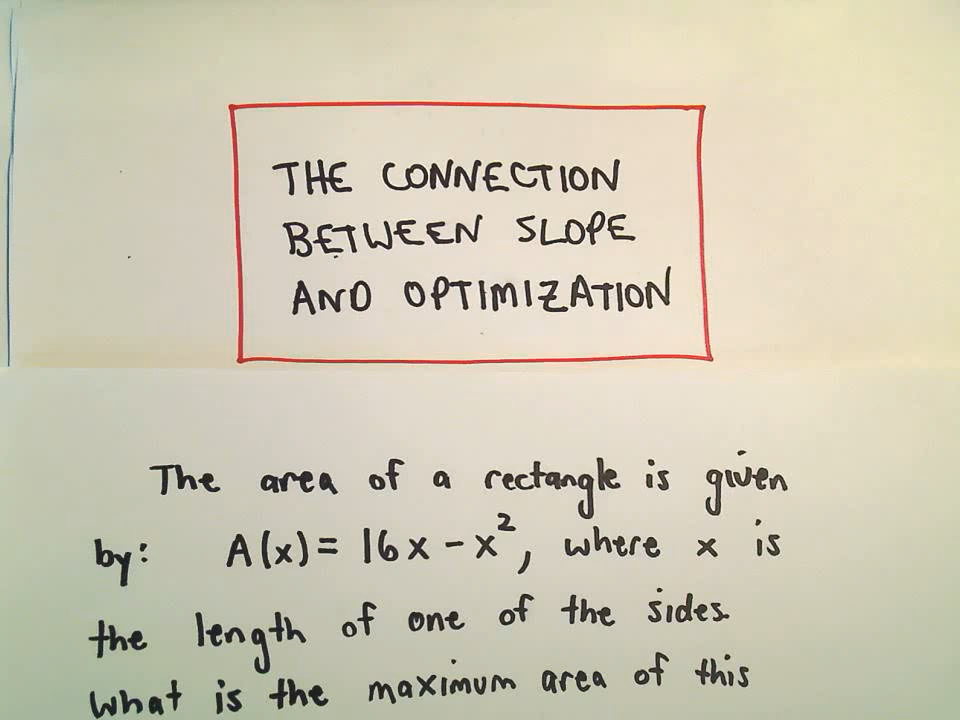 THE CONNECTION
BETWEEN SLOPE
AND OPTIMIZATION
The area of a rectangle is given
by: A(x) = 16x - x², where x is
the length of one of the sides.
What is the maximum area of this